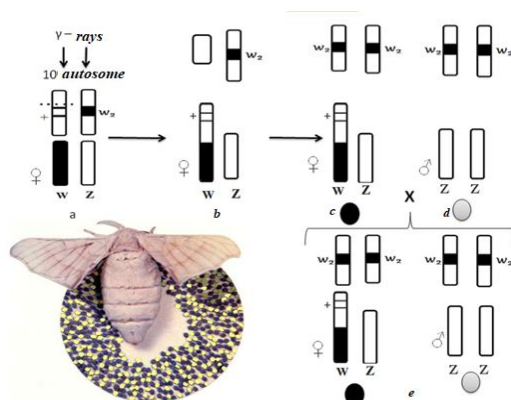 γ – rays
10 autosome
+ w₂
♀
W Z
a
w₂
♀
W Z
b
w₂ w₂
+
♀
W Z
c
w₂ w₂
♂
Z Z
d
X
w₂ w₂
+
♀
W Z
w₂ w₂
♂
Z Z
e